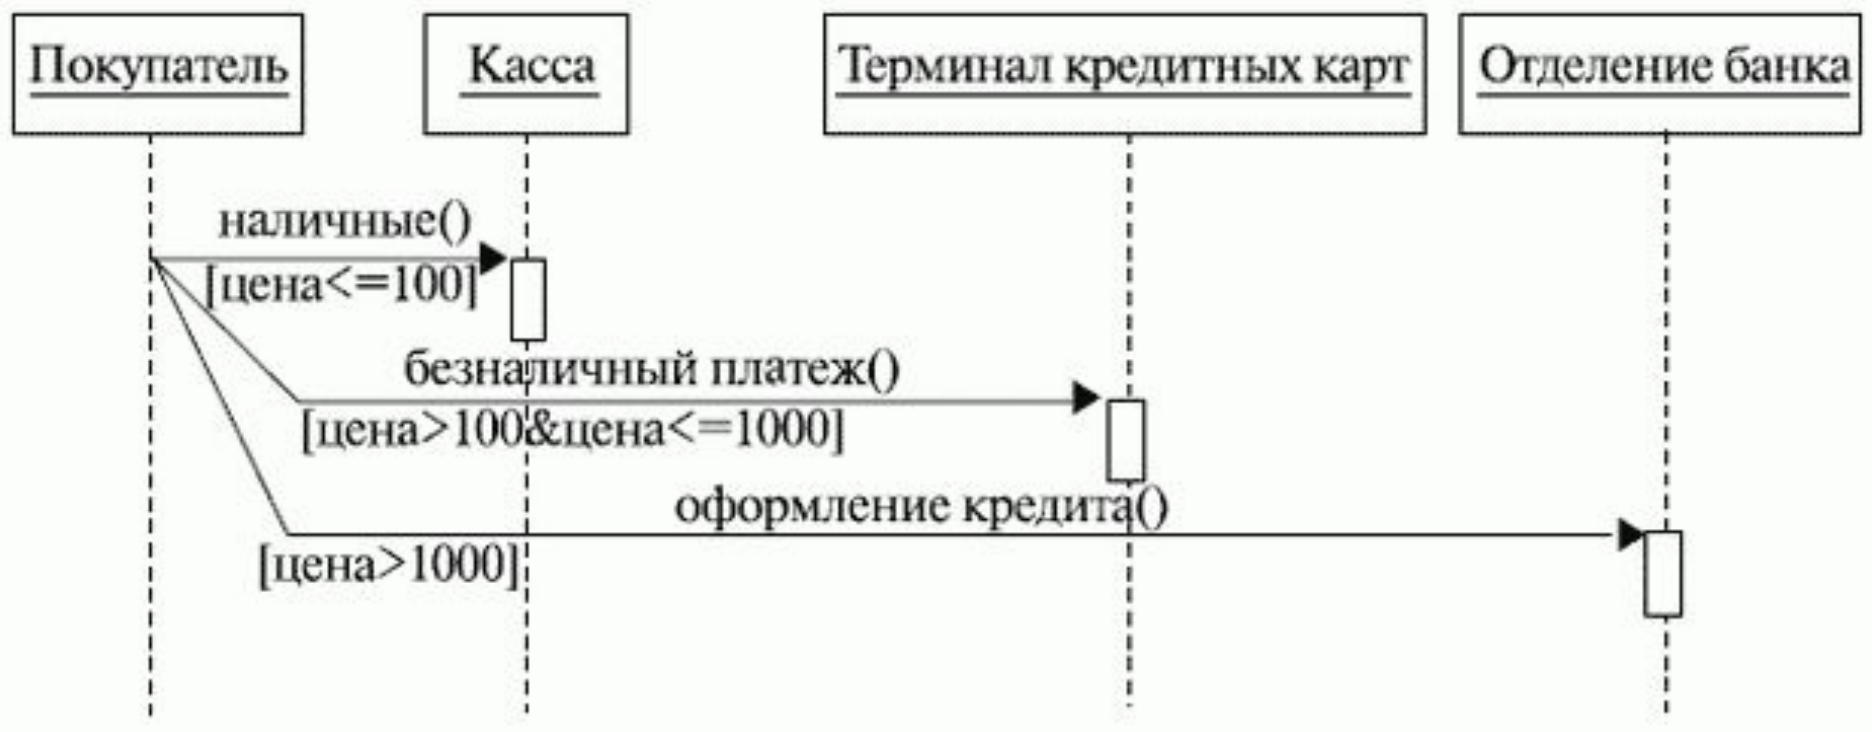 Покупатель
Касса
Терминал кредитных карт
Отделение банка
наличные()
[цена<=100]
безналичный платеж()
[цена>100&цена<=1000]
оформление кредита()
[цена>1000]